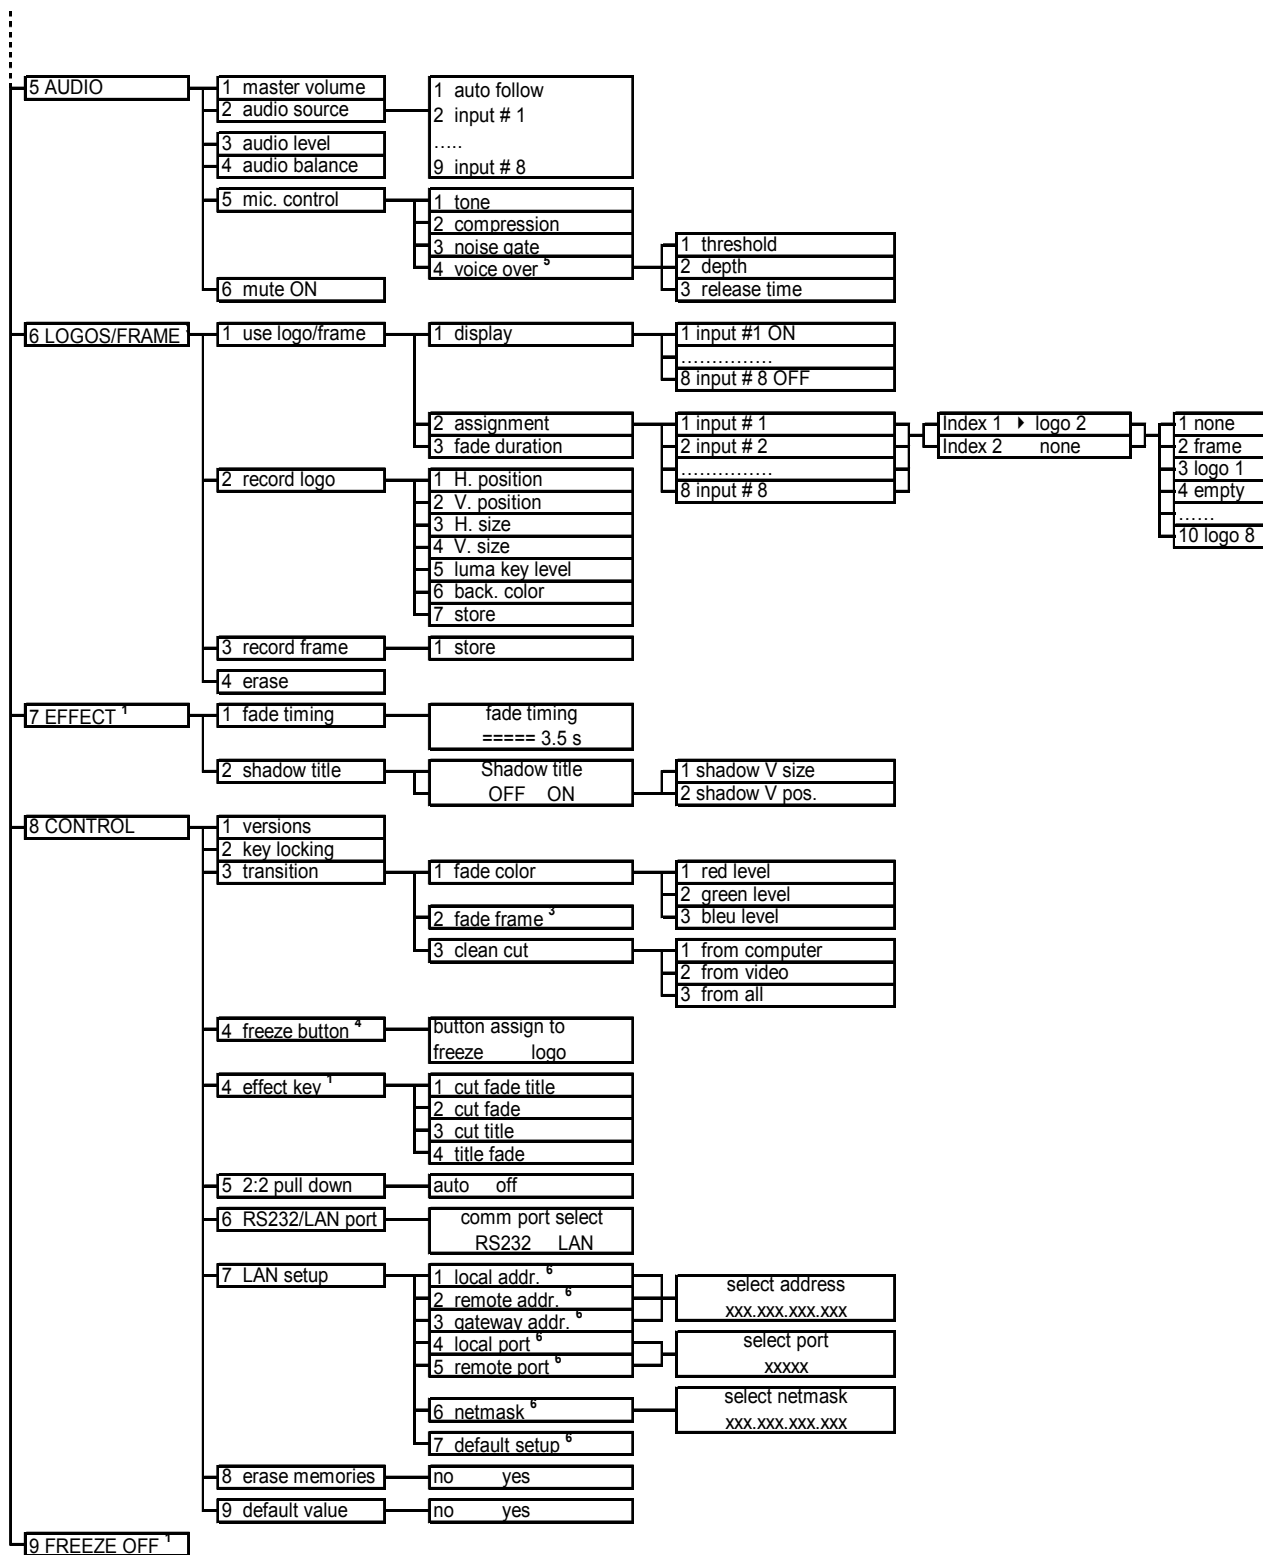 5 AUDIO
1 master volume
2 audio source
3 audio level
4 audio balance
5 mic. control
6 mute ON
1 auto follow
2 input # 1
.....
9 input # 8
1 tone
2 compression
3 noise gate
4 voice over 5
1 threshold
2 depth
3 release time
6 LOGOS/FRAME
1 use logo/frame
1 display
1 input #1 ON
...............
8 input # 8 OFF
2 assignment
3 fade duration
1 input # 1
2 input # 2
...............
8 input # 8
Index 1 ▶ logo 2
Index 2 none
1 none
2 frame
3 logo 1
4 empty
......
10 logo 8
2 record logo
1 H. position
2 V. position
3 H. size
4 V. size
5 luma key level
6 back. color
7 store
3 record frame
1 store
4 erase
7 EFFECT 1
1 fade timing
fade timing
===== 3.5 s
2 shadow title
Shadow title
OFF ON
1 shadow V size
2 shadow V pos.
8 CONTROL
1 versions
2 key locking
3 transition
1 fade color
1 red level
2 green level
3 bleu level
2 fade frame 3
3 clean cut
1 from computer
2 from video
3 from all
4 freeze button 4
button assign to
freeze logo
4 effect key 1
1 cut fade title
2 cut fade
3 cut title
4 title fade
5 2:2 pull down
auto off
6 RS232/LAN port
comm port select
RS232 LAN
7 LAN setup
1 local addr. 6
2 remote addr. 6
3 gateway addr. 6
4 local port 6
5 remote port 6
6 netmask 6
7 default setup 6
select address
xxx.xxx.xxx.xxx
select port
xxxxx
select netmask
xxx.xxx.xxx.xxx
8 erase memories
no yes
9 default value
no yes
9 FREEZE OFF 1